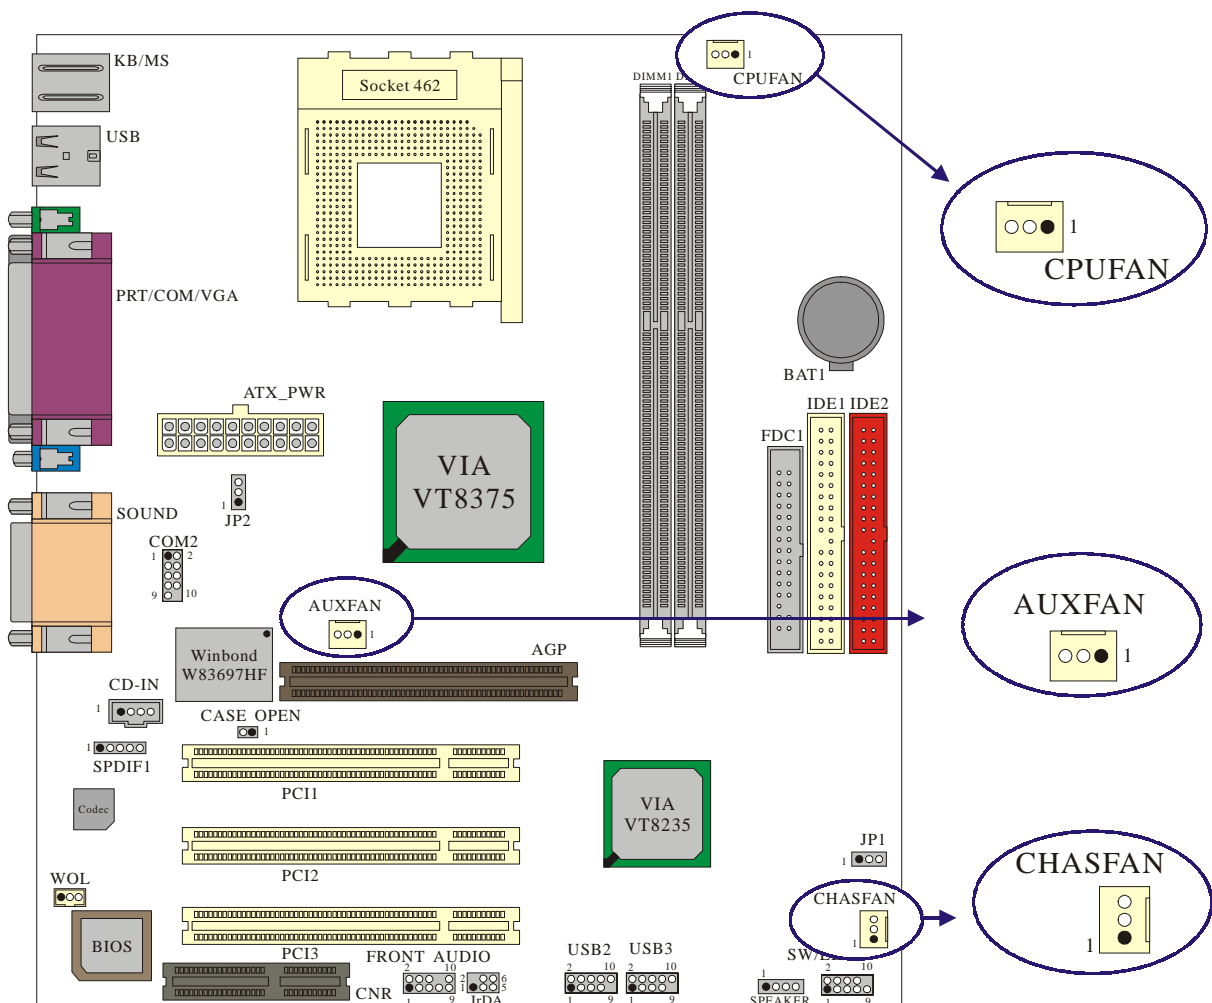 KB/MS
Socket 462
DIMM1
1
CPUFAN
USB
1
CPUFAN
PRT/COM/VGA
BAT1
ATX_PWR
IDE1 IDE2
FDC1
VIA
VT8375
1
JP2
SOUND
COM2
1 2
9 10
AUXFAN
1
AUXFAN
1
Winbond
W83697HF
AGP
CD-IN
1
CASE OPEN
1
1
SPDIF1
PCI1
Codec
VIA
VT8235
JP1
1
PCI2
WOL
CHASFAN
1
CHASFAN
1
BIOS
PCI3
FRONT AUDIO
2 10
1 9
CNR
2 6
1 5
IrDA
USB2
2 10
1 9
USB3
2 10
1 9
1
SPEAKER
2 10
1 9